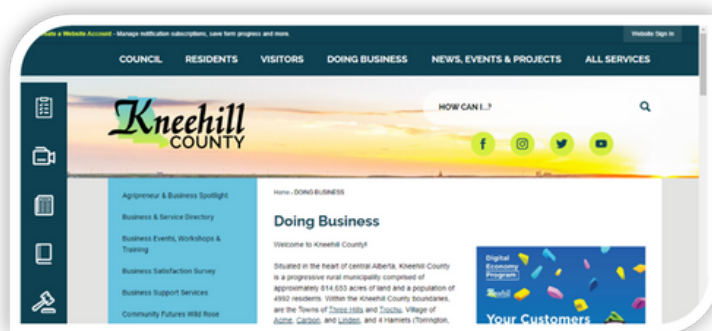 Create a Website Account - Manage notification subscriptions, save form progress and more.
Website Sign In
COUNCIL RESIDENTS VISITORS DOING BUSINESS NEWS, EVENTS & PROJECTS ALL SERVICES
Kneehill
COUNTY
HOW CAN I...?
Agripreneur & Business Spotlight
Business & Service Directory
Business Events, Workshops &
Training
Business Satisfaction Survey
Business Support Services
Community Futures Wild Rose
Home › DOING BUSINESS
Doing Business
Welcome to Kneehill County!
Situated in the heart of central Alberta, Kneehill County
is a progressive rural municipality comprised of
approximately 814,653 acres of land and a population of
4992 residents. Within the Kneehill County boundaries,
are the Towns of Three Hills and Trochu, Village of
Acme, Carbon, and Linden, and 4 Hamlets (Torrington,
Digital
Economy
Program
Kneehill
Your Customers